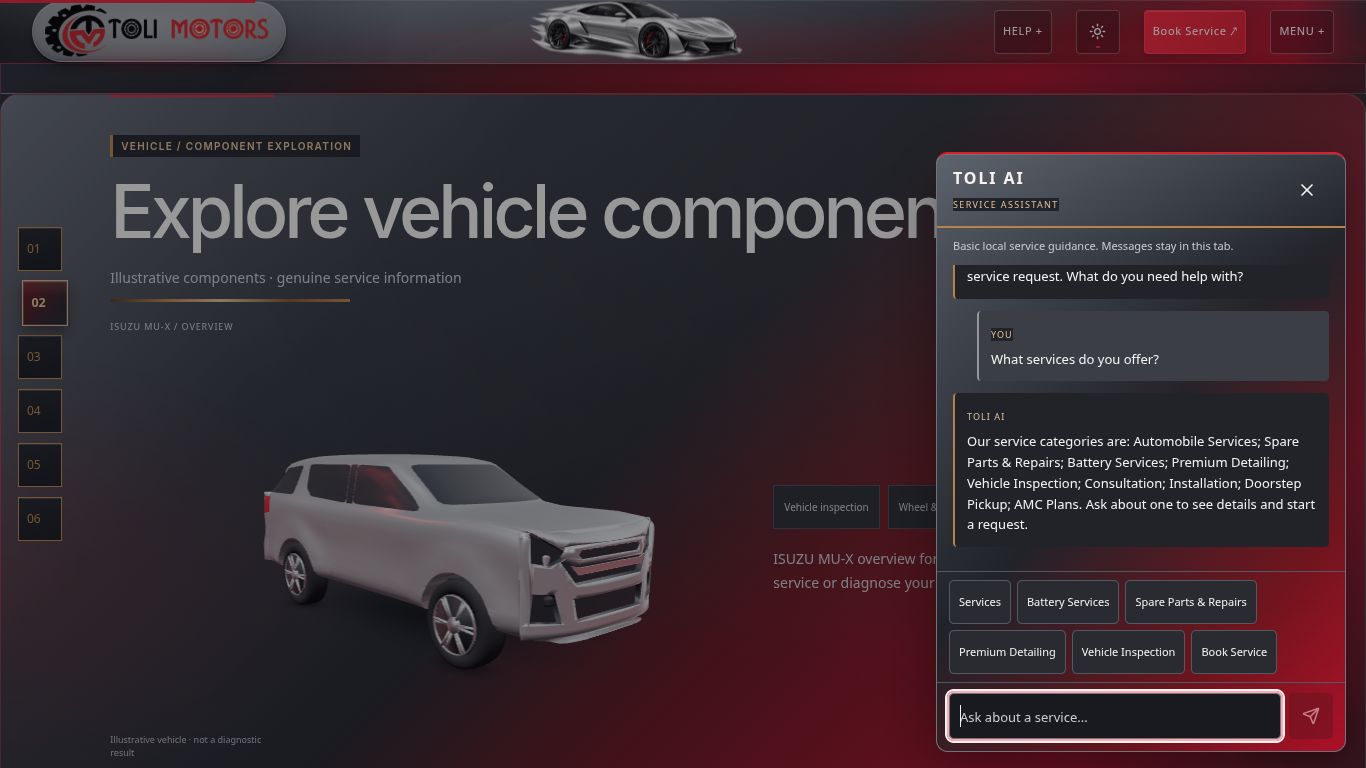 TOLI MOTORS
HELP +
Book Service ↗
MENU +
VEHICLE / COMPONENT EXPLORATION
Explore vehicle componen
Illustrative components · genuine service information
ISUZU MU-X / OVERVIEW
01
02
03
04
05
06
Vehicle inspection
Wheel &
ISUZU MU-X overview for
service or diagnose your
Illustrative vehicle · not a diagnostic
result
TOLI AI
SERVICE ASSISTANT
Basic local service guidance. Messages stay in this tab.
service request. What do you need help with?
YOU
What services do you offer?
TOLI AI
Our service categories are: Automobile Services; Spare
Parts & Repairs; Battery Services; Premium Detailing;
Vehicle Inspection; Consultation; Installation; Doorstep
Pickup; AMC Plans. Ask about one to see details and start
a request.
Services
Battery Services
Spare Parts & Repairs
Premium Detailing
Vehicle Inspection
Book Service
Ask about a service...